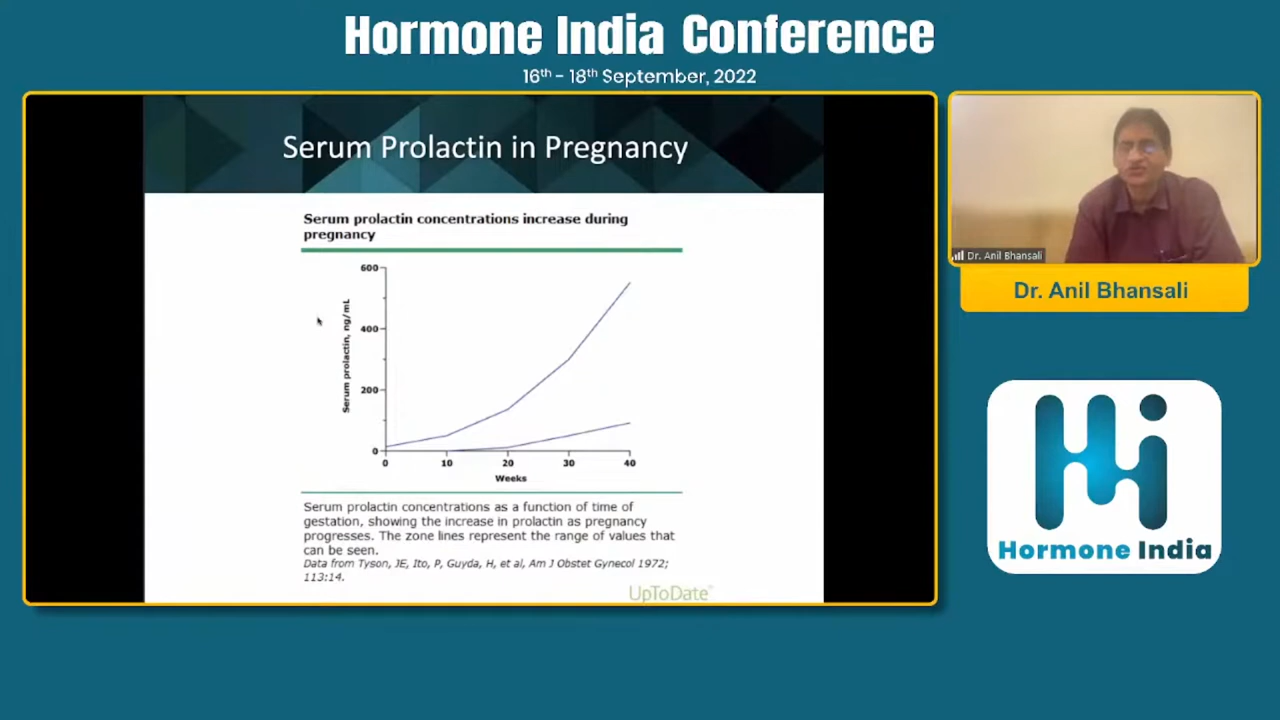 Hormone India Conference
16th - 18th September, 2022
Serum Prolactin in Pregnancy
Serum prolactin concentrations increase during
pregnancy
Serum prolactin, ng/mL
600
400
200
0
0 10 20 30 40
Weeks
Serum prolactin concentrations as a function of time of
gestation, showing the increase in prolactin as pregnancy
progresses. The zone lines represent the range of values that
can be seen.
Data from Tyson, JE, Ito, P, Guyda, H, et al, Am J Obstet Gynecol 1972;
113:14.
UpToDate
Dr. Anil Bhansali
Dr. Anil Bhansali
Hi
Hormone India